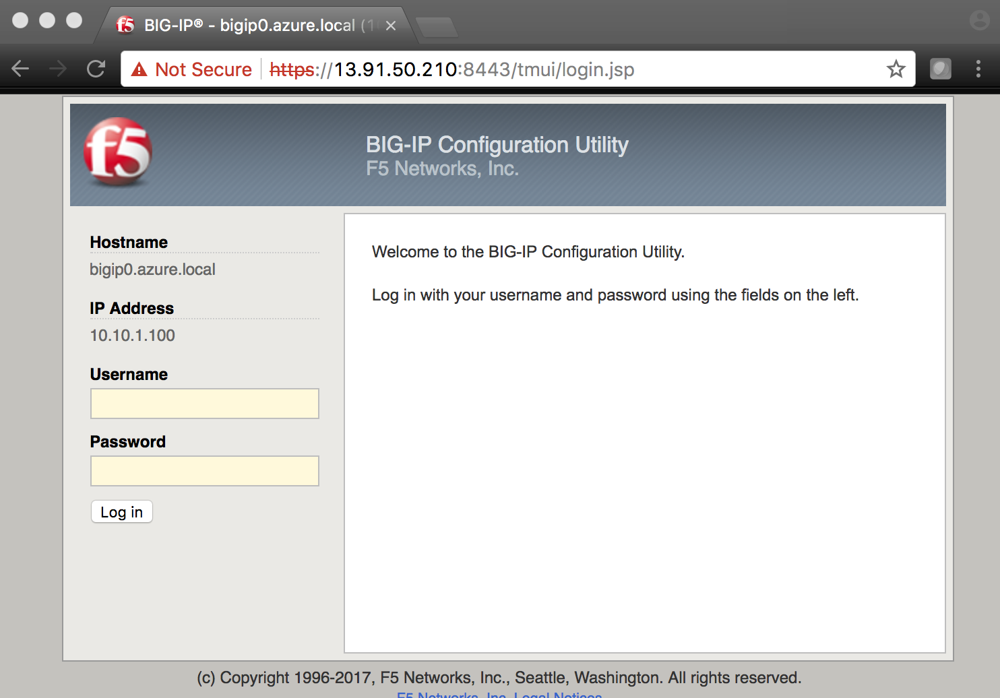 BIG-IP® - bigip0.azure.local (1
Not Secure https://13.91.50.210:8443/tmui/login.jsp
f5
BIG-IP Configuration Utility
F5 Networks, Inc.
Hostname
bigip0.azure.local
IP Address
10.10.1.100
Username
Password
Log in
Welcome to the BIG-IP Configuration Utility.
Log in with your username and password using the fields on the left.
(c) Copyright 1996-2017, F5 Networks, Inc., Seattle, Washington. All rights reserved.
F5 Networks, Inc. Legal Notices